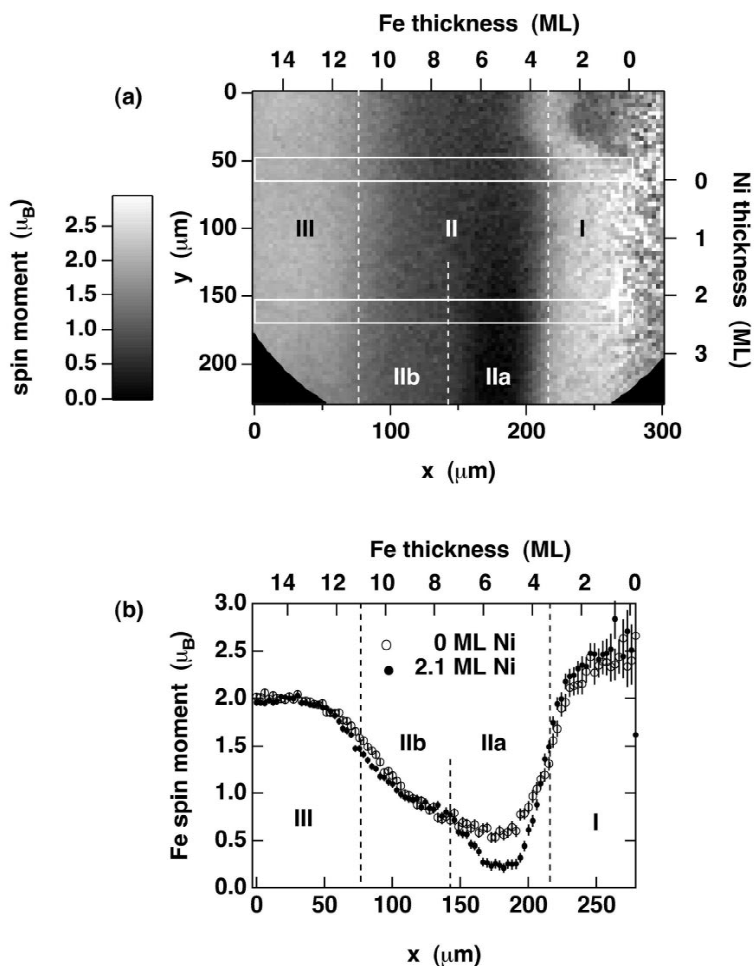 Fe thickness (ML)
14 12 10 8 6 4 2 0
(a)
0
50
100
150
200
y (μm)
0
1
2
3
Ni thickness (ML)
spin moment (μB)
2.5
2.0
1.5
1.0
0.5
0.0
III II I
IIb IIa
0 100 200 300
x (μm)
Fe thickness (ML)
14 12 10 8 6 4 2 0
(b)
3.0
2.5
2.0
1.5
1.0
0.5
0.0
Fe spin moment (μB)
0 ML Ni
2.1 ML Ni
IIb IIa
III I
0 50 100 150 200 250
x (μm)